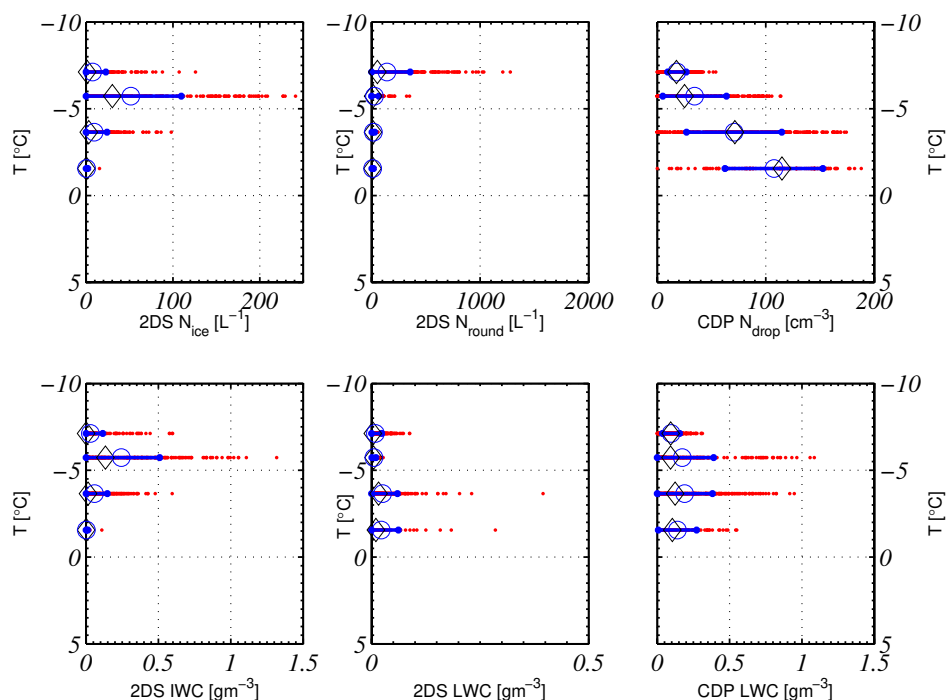 −10
−5
0
5
T [°C]
0 100 200
2DS N_ice [L⁻¹]
−10
−5
0
5
T [°C]
0 1000 2000
2DS N_round [L⁻¹]
−10
−5
0
5
T [°C]
0 100 200
CDP N_drop [cm⁻³]
−10
−5
0
5
T [°C]
0 0.5 1 1.5
2DS IWC [gm⁻³]
−10
−5
0
5
T [°C]
0 0.5
2DS LWC [gm⁻³]
−10
−5
0
5
T [°C]
0 0.5 1 1.5
CDP LWC [gm⁻³]